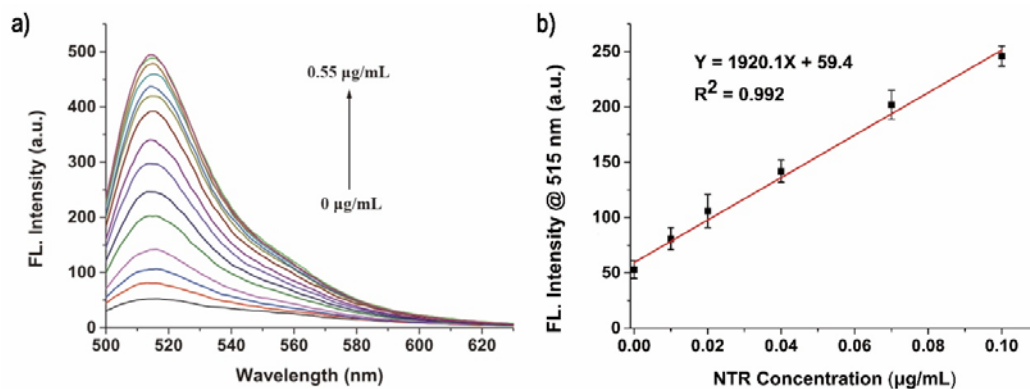 a)
FL. Intensity (a.u.)
500
400
300
200
100
0
0.55 µg/mL
0 µg/mL
500 520 540 560 580 600 620
Wavelength (nm)
b)
FL. Intensity @ 515 nm (a.u.)
250
200
150
100
50
0
Y = 1920.1X + 59.4
R² = 0.992
0.00 0.02 0.04 0.06 0.08 0.10
NTR Concentration (µg/mL)